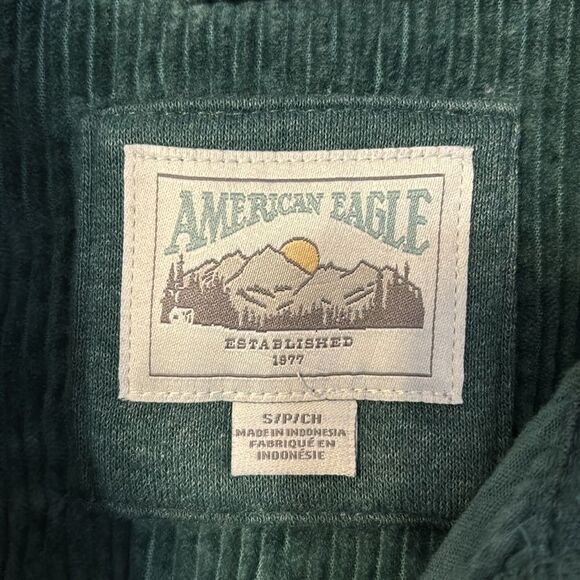 AMERICAN EAGLE
ESTABLISHED
1977
S/P/CH
MADE IN INDONESIA
FABRIQUÉ EN
INDONÉSIE